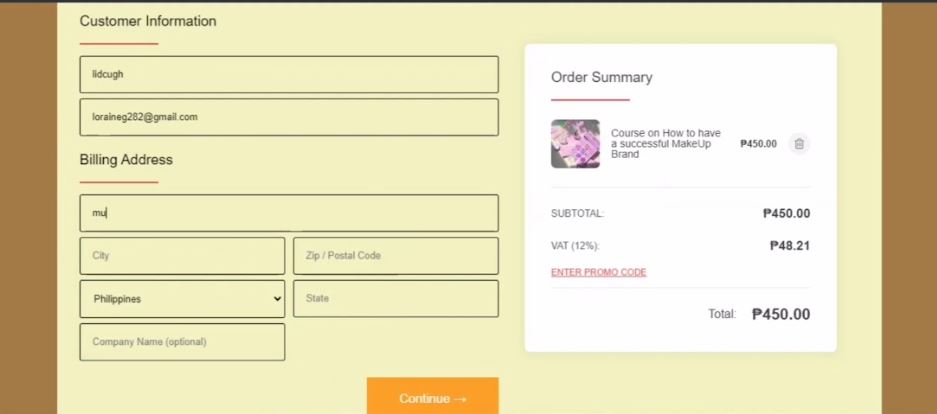 Customer Information
lidcugh
loraineg282@gmail.com
Billing Address
mu
City
Zip / Postal Code
Philippines
State
Company Name (optional)
Continue →
Order Summary
Course on How to have
a successful MakeUp
Brand
₱450.00
SUBTOTAL:
₱450.00
VAT (12%):
₱48.21
ENTER PROMO CODE
Total:
₱450.00